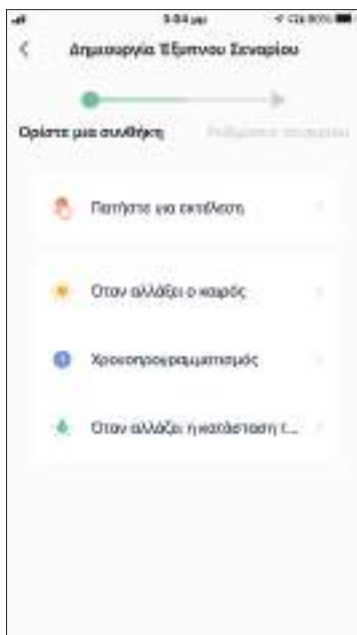 Δημιουργία Έξυπνου Σεναρίου
Ορίστε μια συνθήκη
Πατήστε για εκτέλεση
Όταν αλλάξει ο καιρός
Χρονοπρογραμματισμός
Όταν αλλάζει η κατάσταση τ...